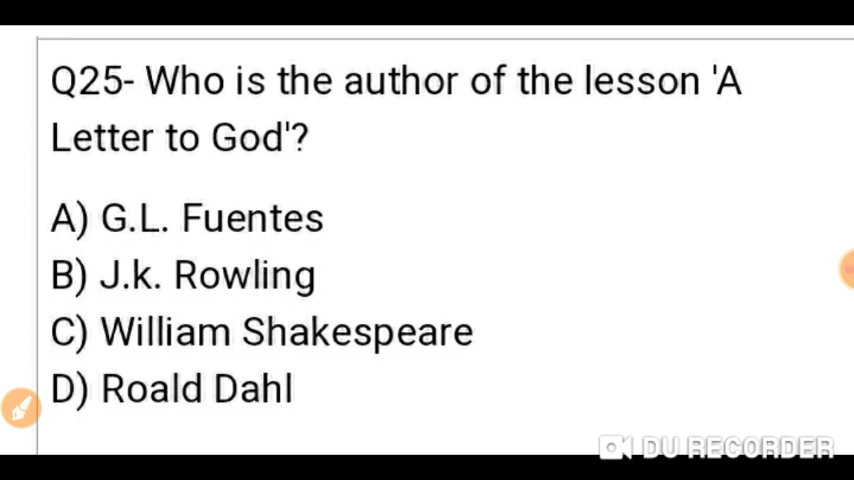 Q25- Who is the author of the lesson 'A
Letter to God'?
A) G.L. Fuentes
B) J.k. Rowling
C) William Shakespeare
D) Roald Dahl
DU RECORDER